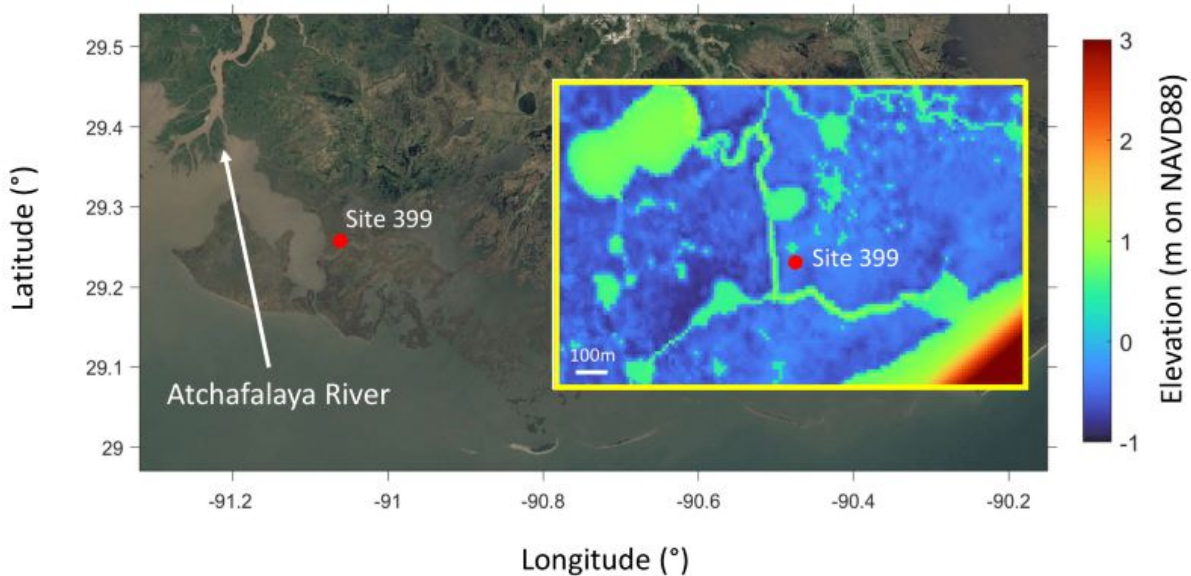 29.5
29.4
29.3
29.2
29.1
29
Latitude (°)
Site 399
Atchafalaya River
Site 399
100m
3
2
1
0
-1
Elevation (m on NAVD88)
-91.2
-91
-90.8
-90.6
-90.4
-90.2
Longitude (°)